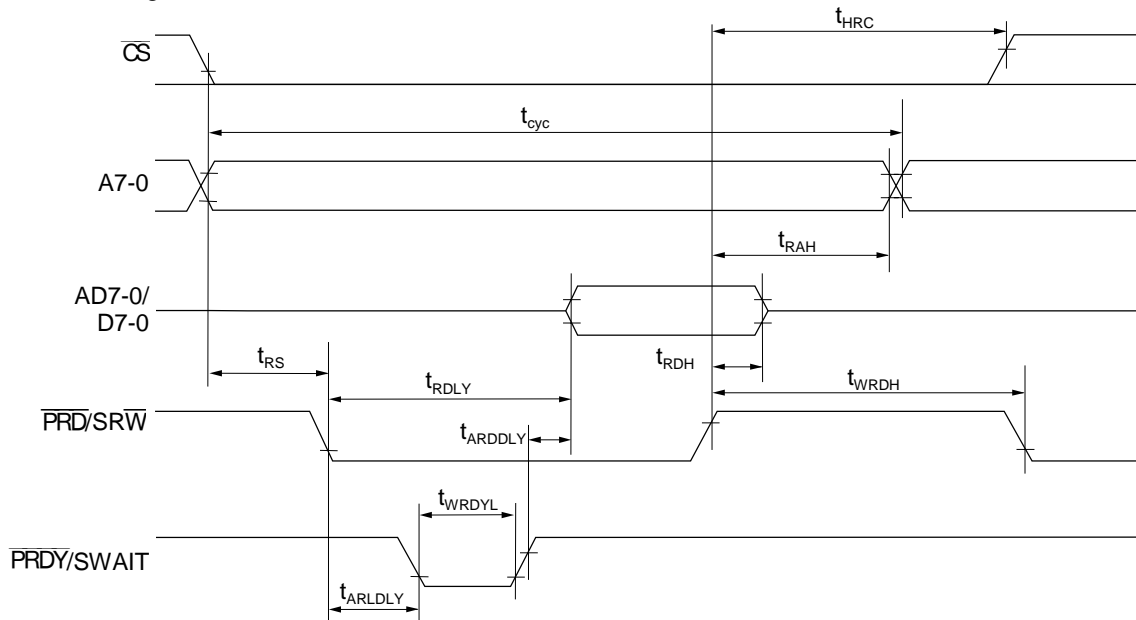 tHRC
CS
tcyc
A7-0
tRAH
AD7-0/
D7-0
tRS
tRDH
tRDLY
tWRDH
PRD/SRW
tARDDLY
tWRDYL
PRDY/SWAIT
tARLDLY